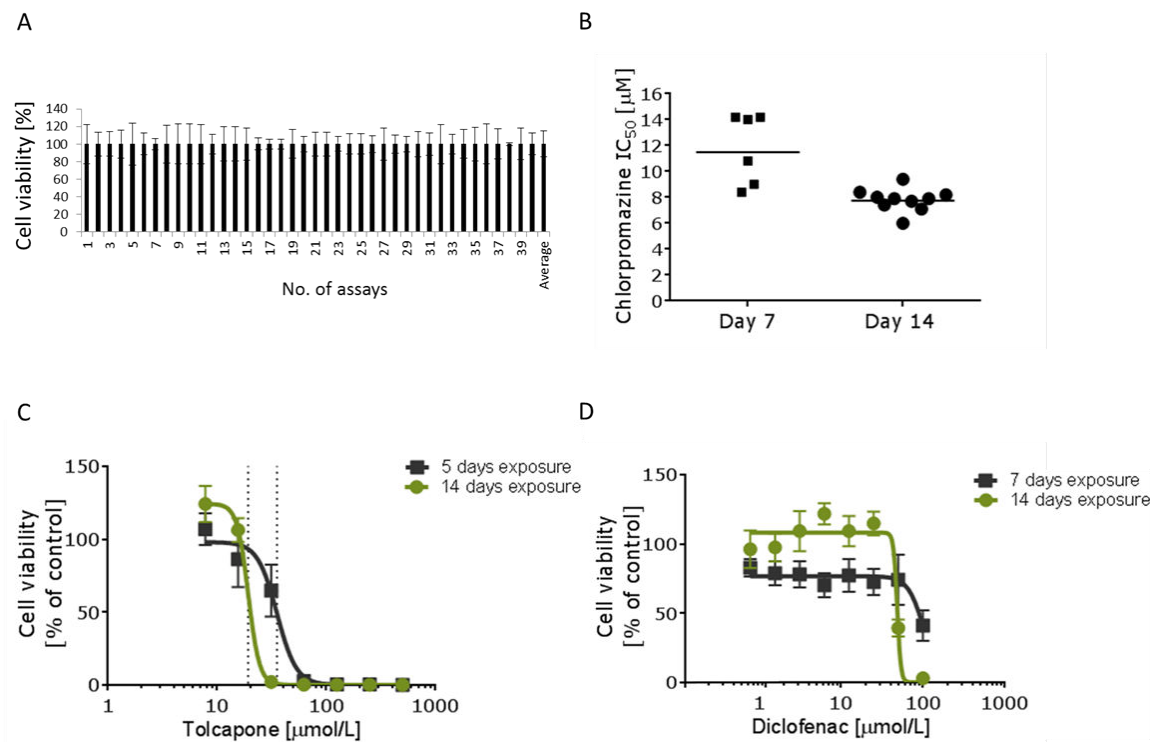 A
Cell viability [%]
140
120
100
80
60
40
20
0
1
3
5
7
9
11
13
15
17
19
21
23
25
27
29
31
33
35
37
39
Average
No. of assays
B
Chlorpromazine IC50 [µM]
16
14
12
10
8
6
4
2
0
Day 7
Day 14
C
Cell viability
[% of control]
150
100
50
0
1
10
100
1000
Tolcapone [µmol/L]
5 days exposure
14 days exposure
D
Cell viability
[% of control]
150
100
50
0
1
10
100
1000
Diclofenac [µmol/L]
7 days exposure
14 days exposure